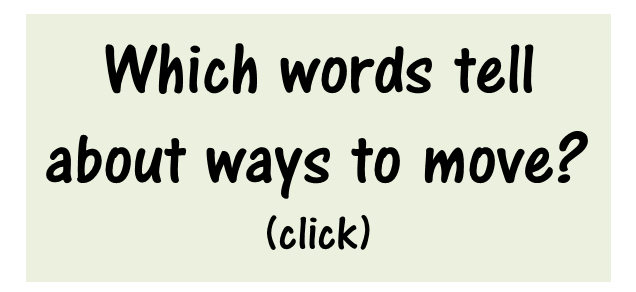 Which words tell
about ways to move?
(click)